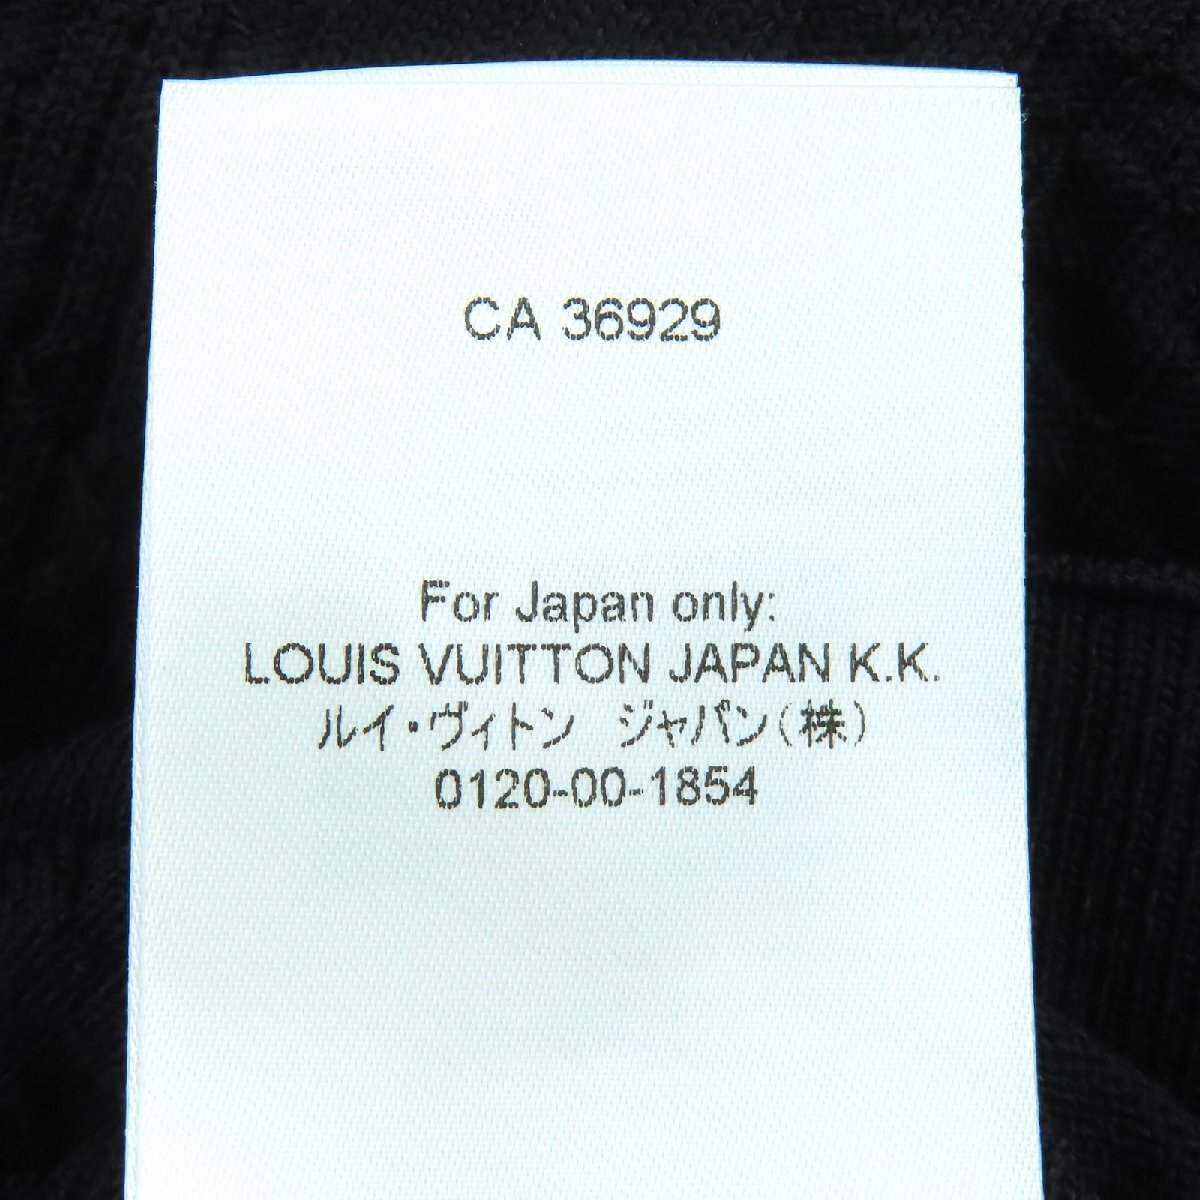 CA 36929
For Japan only:
LOUIS VUITTON JAPAN K.K.
ルイ・ヴィトン　ジャパン（株）
0120-00-1854